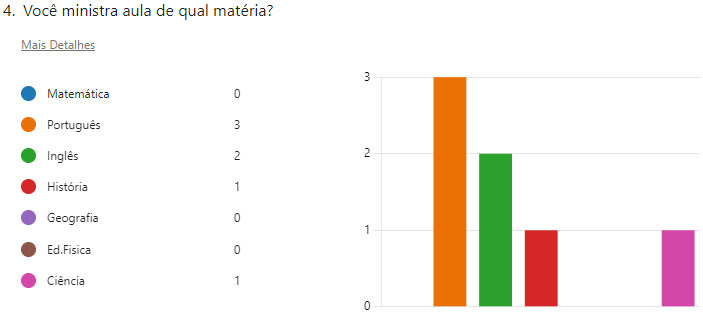 4. Você ministra aula de qual matéria?
Mais Detalhes
Matemática 0
Português 3
Inglês 2
História 1
Geografia 0
Ed.Fisica 0
Ciência 1
3
2
1
0